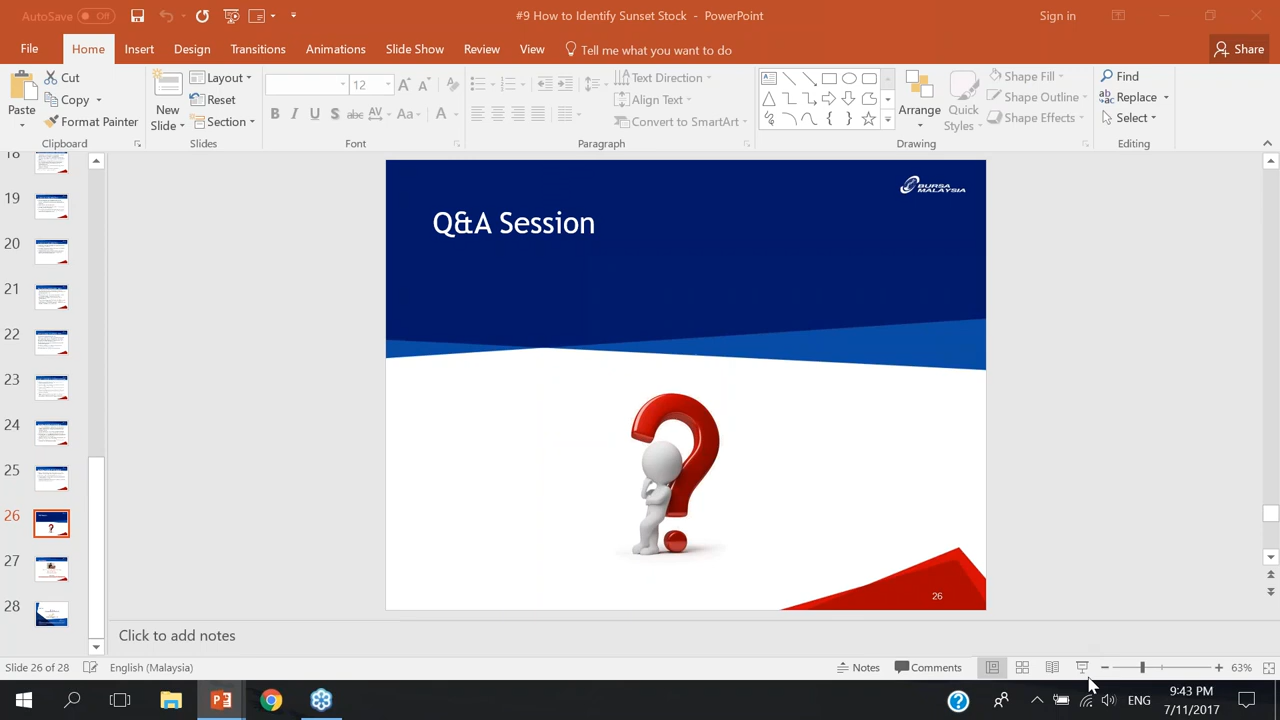 AutoSave Off
#9 How to Identify Sunset Stock - PowerPoint
Sign in
File Home Insert Design Transitions Animations Slide Show Review View Tell me what you want to do Share
Paste
Cut
Copy
Format Painter
Clipboard
New Slide
Layout
Reset
Section
Slides
12
B I U S abc AV Aa A
Font
Text Direction
Align Text
Convert to SmartArt
Paragraph
Arrange
Quick Styles
Shape Fill
Shape Outline
Shape Effects
Drawing
Find
Replace
Select
Editing
19
20
21
22
23
24
25
26
27
28
BURSA
MALAYSIA
Q&A Session
26
Click to add notes
Slide 26 of 28 English (Malaysia) Notes Comments 63%
ENG
9:43 PM
7/11/2017